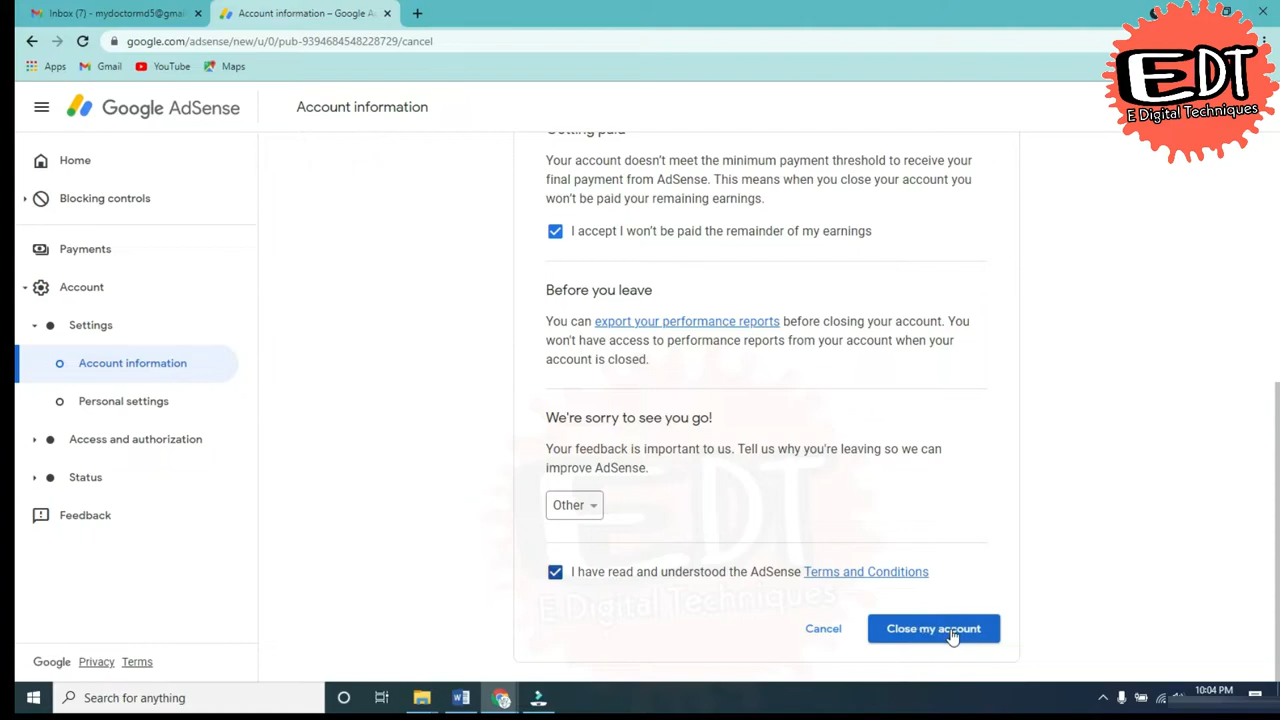 Inbox (7) - mydoctormd5@gmai
Account information – Google A
google.com/adsense/new/u/0/pub-9394684548228729/cancel
Apps
Gmail
YouTube
Maps
EDT
E Digital Techniques
Google AdSense
Account information
Home
Blocking controls
Payments
Account
Settings
Account information
Personal settings
Access and authorization
Status
Feedback
Google Privacy Terms
Getting paid
Your account doesn't meet the minimum payment threshold to receive your
final payment from AdSense. This means when you close your account you
won't be paid your remaining earnings.
I accept I won't be paid the remainder of my earnings
Before you leave
You can export your performance reports before closing your account. You
won't have access to performance reports from your account when your
account is closed.
We're sorry to see you go!
Your feedback is important to us. Tell us why you're leaving so we can
improve AdSense.
Other
I have read and understood the AdSense Terms and Conditions
EDT
E Digital Techniques
Cancel
Close my account
Search for anything
10:04 PM